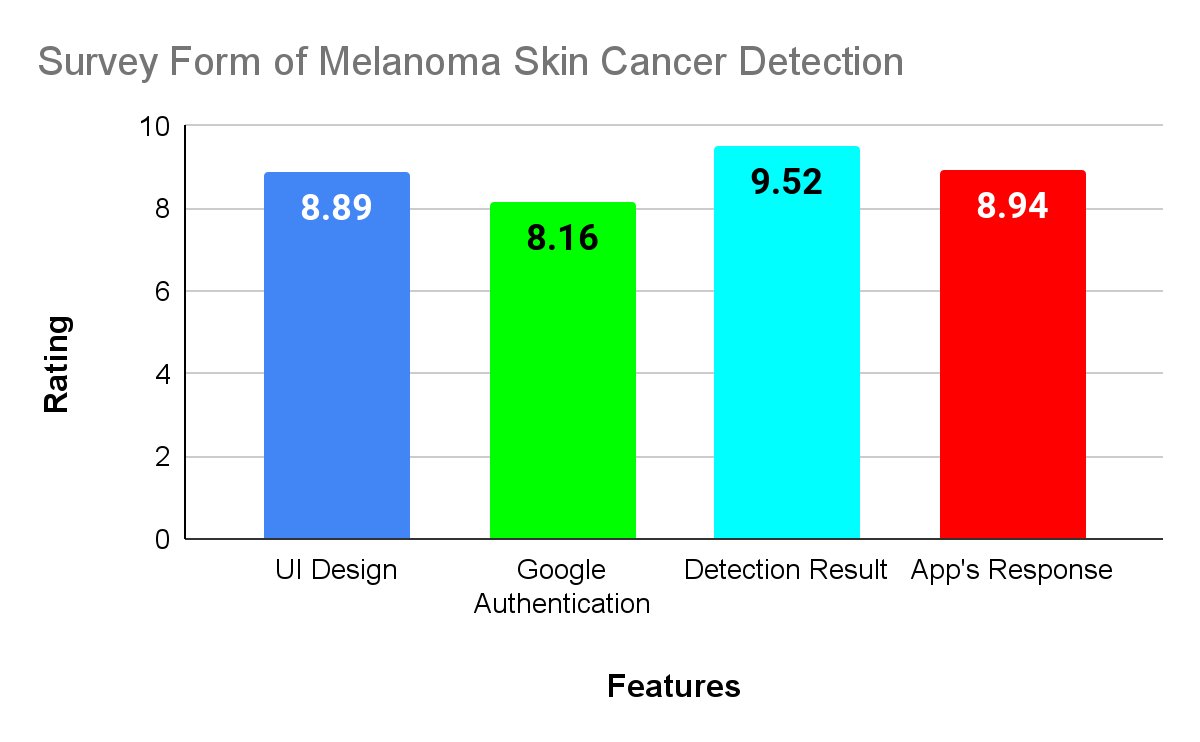 Survey Form of Melanoma Skin Cancer Detection
10
8
6
4
2
0
Rating
8.89
8.16
9.52
8.94
UI Design
Google
Authentication
Detection Result
App's Response
Features